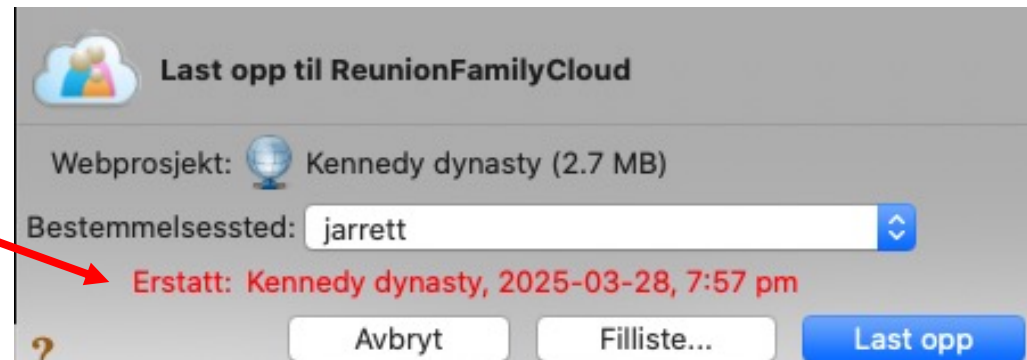 Last opp til ReunionFamilyCloud
Webprosjekt: Kennedy dynasty (2.7 MB)
Bestemmelsessted: jarrett
Erstatt: Kennedy dynasty, 2025-03-28, 7:57 pm
? Avbryt Filliste... Last opp